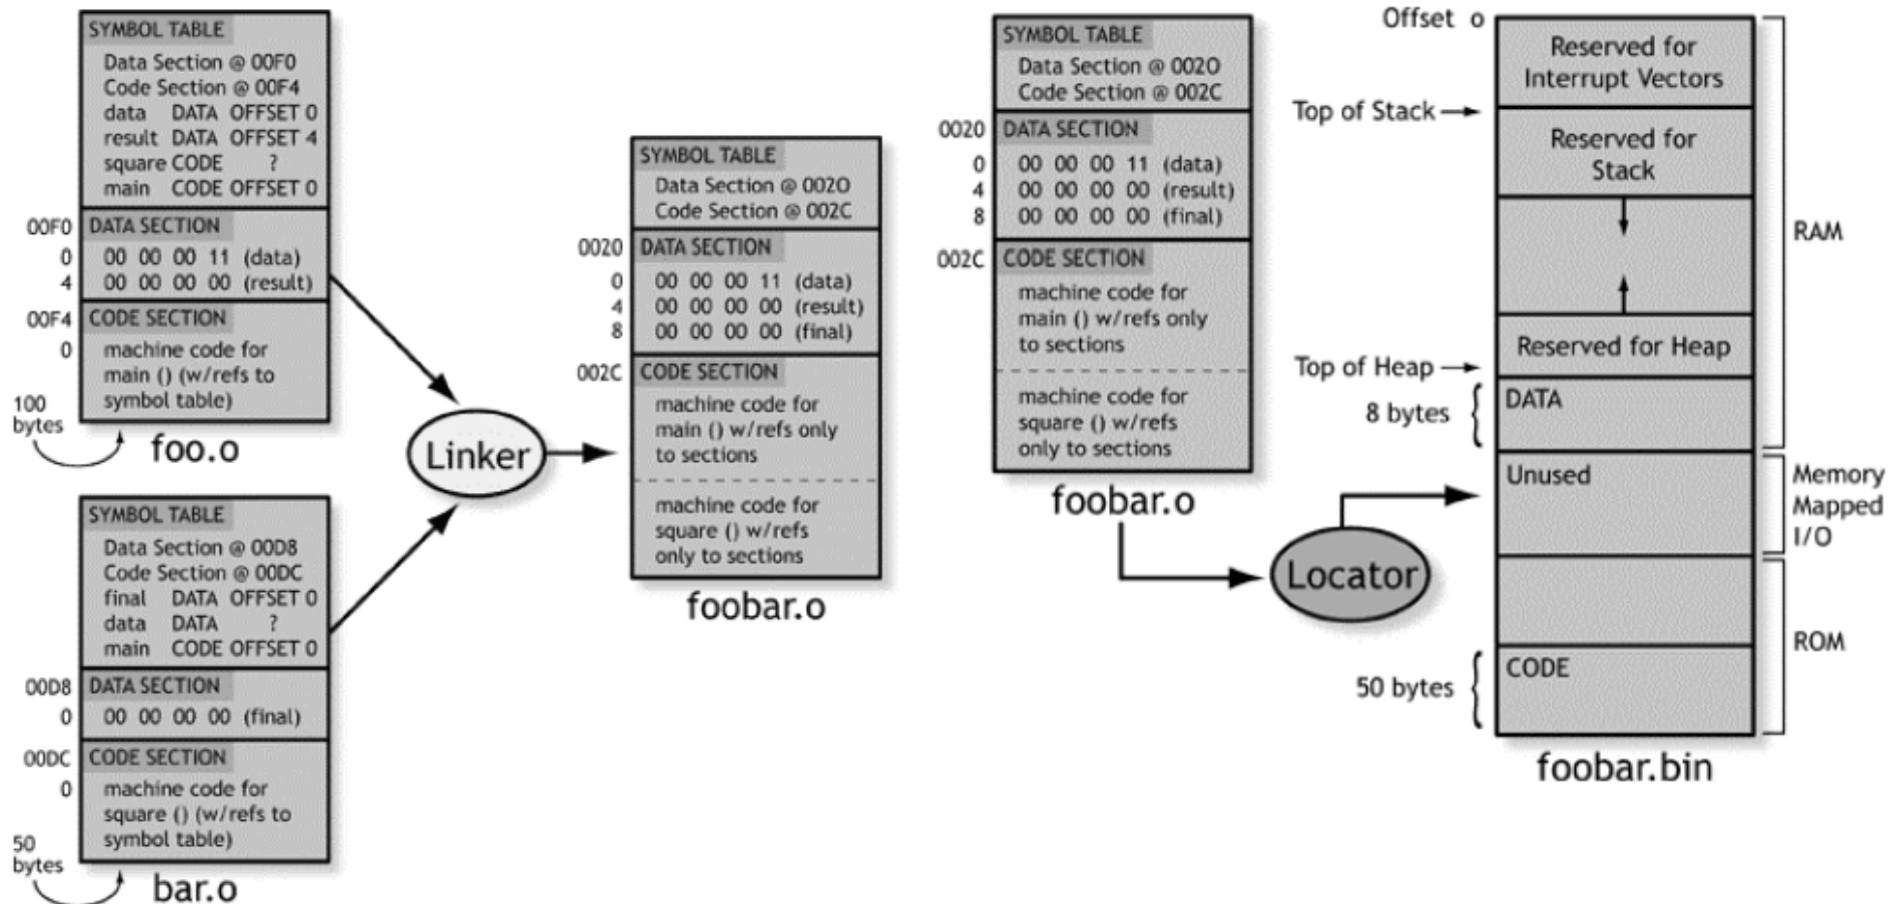 SYMBOL TABLE
Data Section @ 00F0
Code Section @ 00F4
data DATA OFFSET 0
result DATA OFFSET 4
square CODE ?
main CODE OFFSET 0
00F0 DATA SECTION
0 00 00 00 11 (data)
4 00 00 00 00 (result)
00F4 CODE SECTION
0 machine code for
main () (w/refs to
symbol table)
100
bytes
foo.o
SYMBOL TABLE
Data Section @ 00D8
Code Section @ 00DC
final DATA OFFSET 0
data DATA ?
main CODE OFFSET 0
00D8 DATA SECTION
0 00 00 00 00 (final)
00DC CODE SECTION
0 machine code for
square () (w/refs to
symbol table)
50
bytes
bar.o
Linker
SYMBOL TABLE
Data Section @ 002O
Code Section @ 002C
0020 DATA SECTION
0 00 00 00 11 (data)
4 00 00 00 00 (result)
8 00 00 00 00 (final)
002C CODE SECTION
machine code for
main () w/refs only
to sections
machine code for
square () w/refs
only to sections
foobar.o
SYMBOL TABLE
Data Section @ 002O
Code Section @ 002C
0020 DATA SECTION
0 00 00 00 11 (data)
4 00 00 00 00 (result)
8 00 00 00 00 (final)
002C CODE SECTION
machine code for
main () w/refs only
to sections
machine code for
square () w/refs
only to sections
foobar.o
Locator
Offset o
Reserved for
Interrupt Vectors
Top of Stack
Reserved for
Stack
RAM
Reserved for Heap
Top of Heap
8 bytes
DATA
Unused
Memory
Mapped
I/O
ROM
50 bytes
CODE
foobar.bin